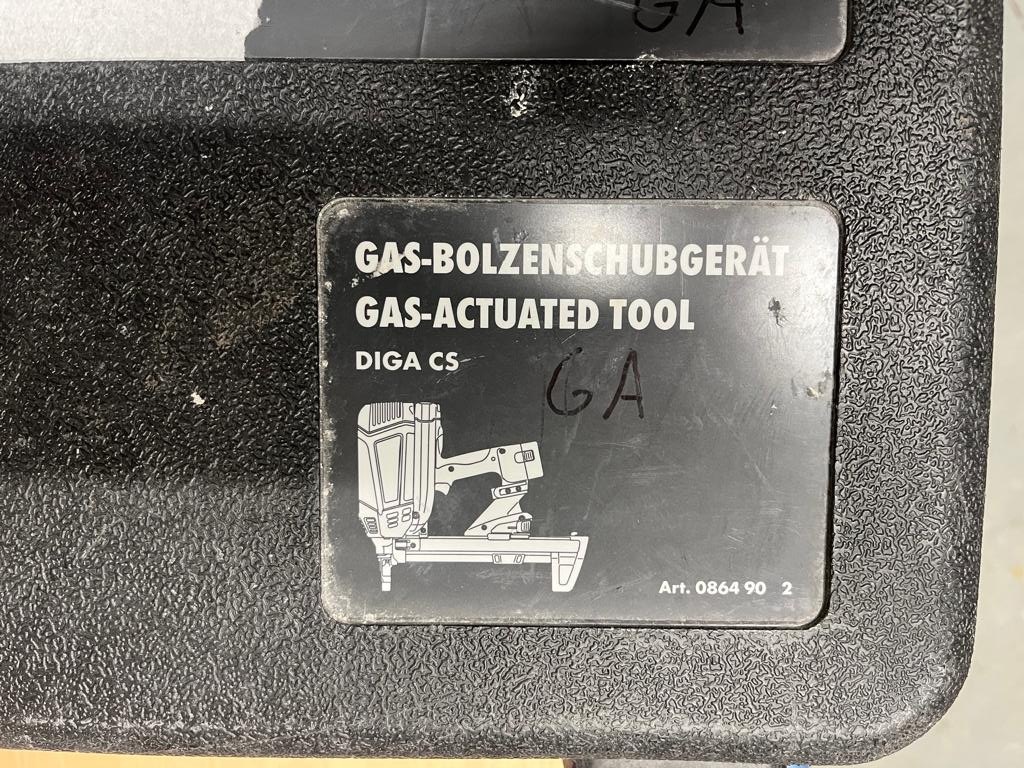 GA
GAS-BOLZENSCHUBGERÄT
GAS-ACTUATED TOOL
DIGA CS
GA
Art. 0864 90 2